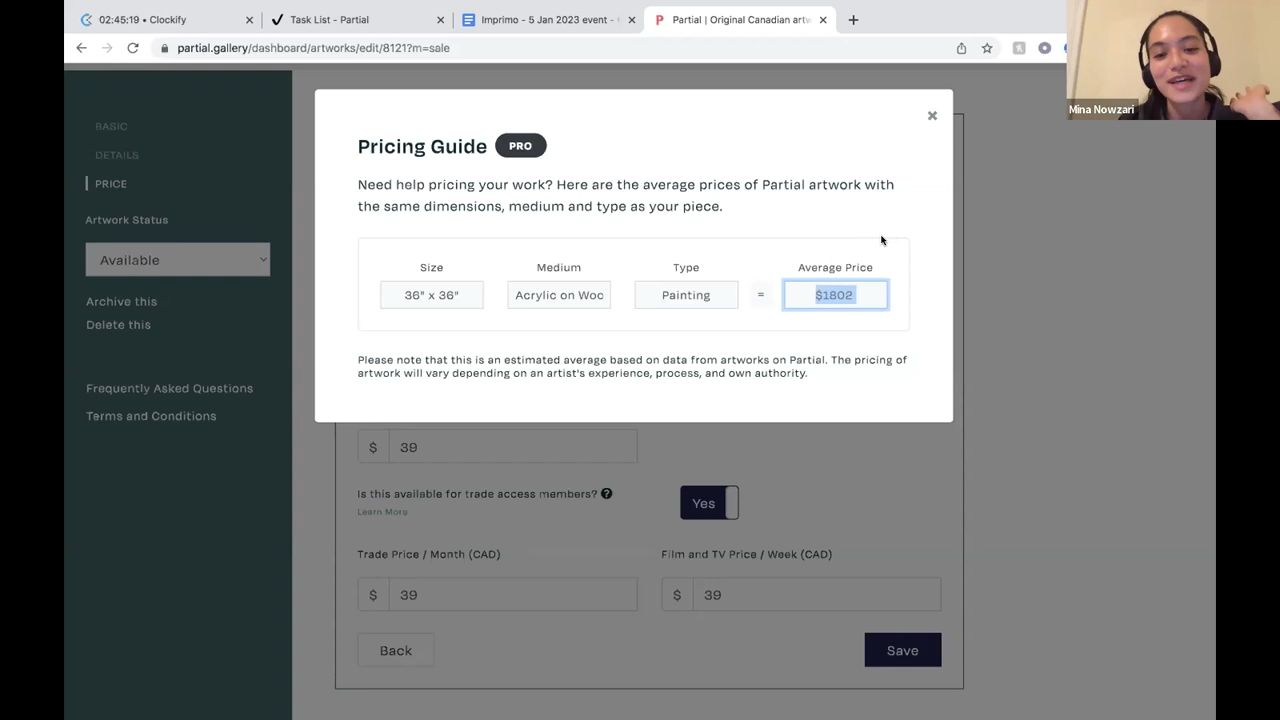 02:45:19 • Clockify
Task List - Partial
Imprimo - 5 Jan 2023 event -
Partial | Original Canadian artw
partial.gallery/dashboard/artworks/edit/8121?m=sale
Mina Nowzari
BASIC
DETAILS
PRICE
Artwork Status
Available
Archive this
Delete this
Frequently Asked Questions
Terms and Conditions
Pricing Guide PRO
Need help pricing your work? Here are the average prices of Partial artwork with
the same dimensions, medium and type as your piece.
Size Medium Type Average Price
36" x 36" Acrylic on Woo Painting = $1802
Please note that this is an estimated average based on data from artworks on Partial. The pricing of
artwork will vary depending on an artist's experience, process, and own authority.
$ 39
Is this available for trade access members?
Learn More
Yes
Trade Price / Month (CAD) Film and TV Price / Week (CAD)
$ 39 $ 39
Back Save